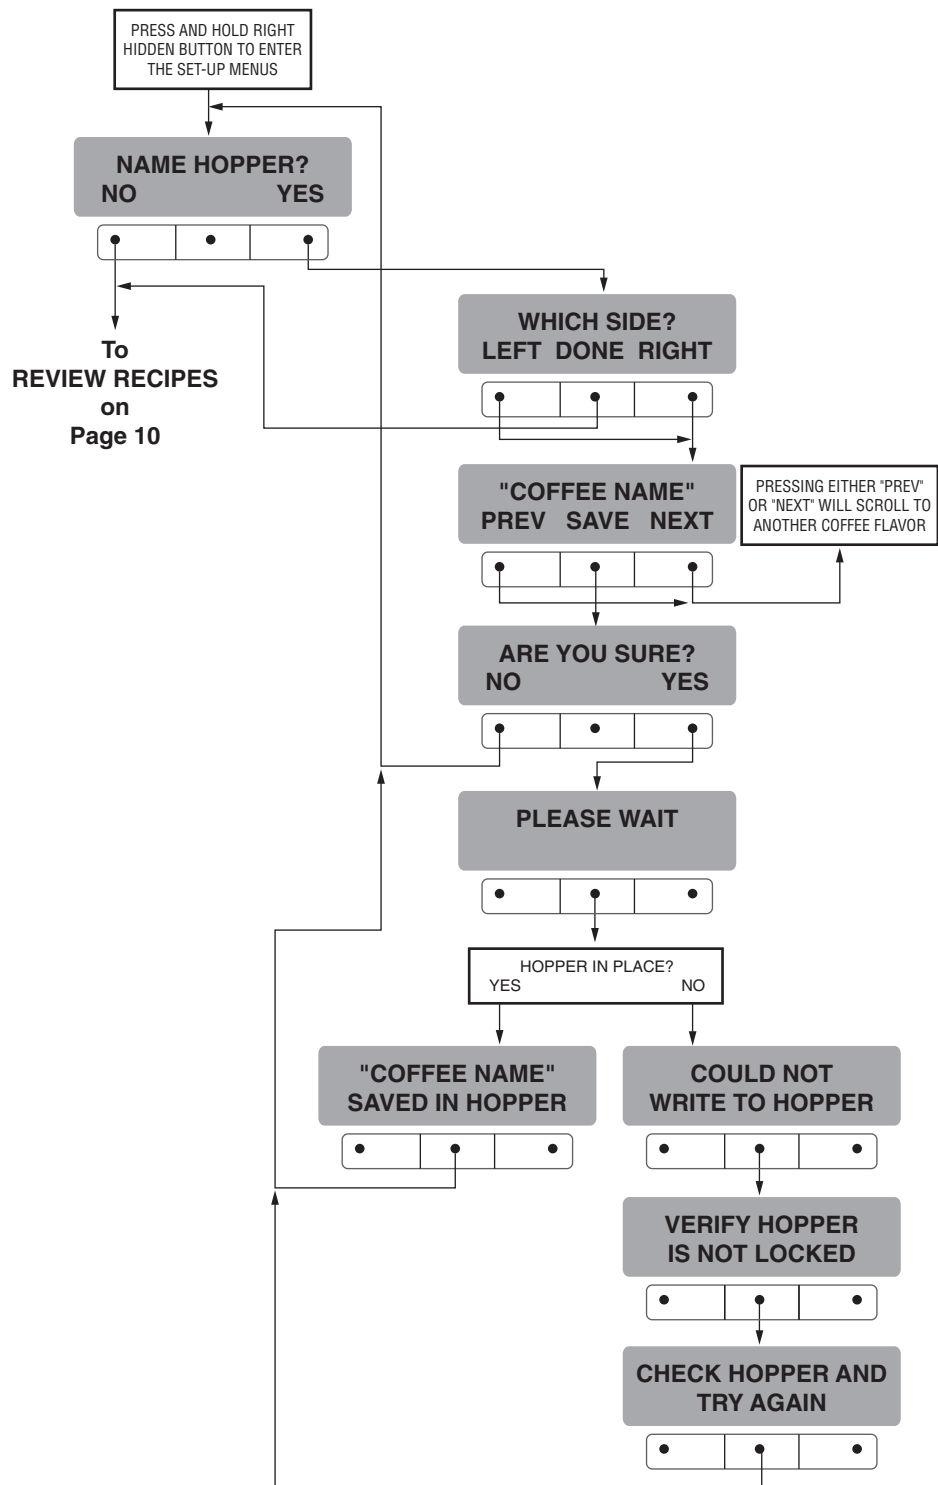 PRESS AND HOLD RIGHT
HIDDEN BUTTON TO ENTER
THE SET-UP MENUS
NAME HOPPER?
NO YES
To
REVIEW RECIPES
on
Page 10
WHICH SIDE?
LEFT DONE RIGHT
"COFFEE NAME"
PREV SAVE NEXT
PRESSING EITHER "PREV"
OR "NEXT" WILL SCROLL TO
ANOTHER COFFEE FLAVOR
ARE YOU SURE?
NO YES
PLEASE WAIT
HOPPER IN PLACE?
YES NO
"COFFEE NAME"
SAVED IN HOPPER
COULD NOT
WRITE TO HOPPER
VERIFY HOPPER
IS NOT LOCKED
CHECK HOPPER AND
TRY AGAIN